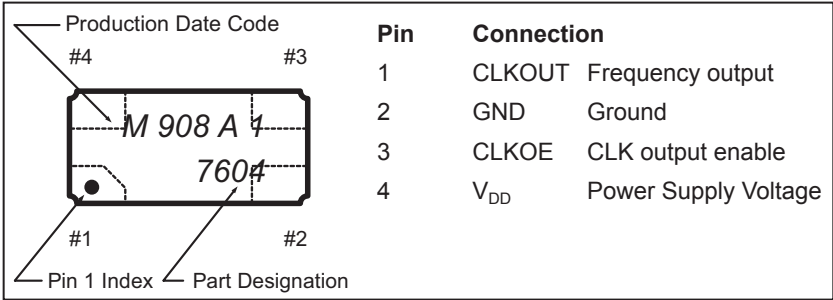 Production Date Code
#4 #3
M 908 A 1
7604
#1 #2
Pin 1 Index Part Designation
Pin Connection
1 CLKOUT Frequency output
2 GND Ground
3 CLKOE CLK output enable
4 VDD Power Supply Voltage